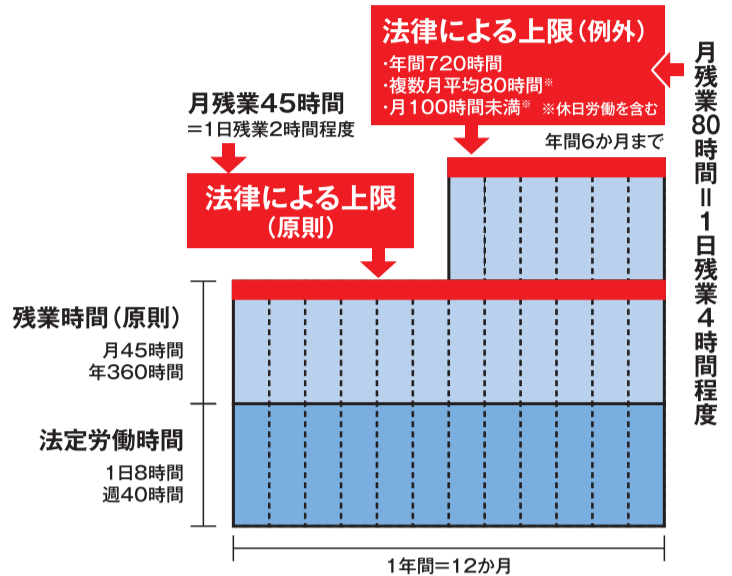 法律による上限（例外）
･年間720時間
･複数月平均80時間※
･月100時間未満※ ※休日労働を含む
月残業80時間＝1日残業4時間程度
月残業45時間
＝1日残業2時間程度
年間6か月まで
法律による上限
（原則）
残業時間（原則）
月45時間
年360時間
法定労働時間
1日8時間
週40時間
1年間＝12か月